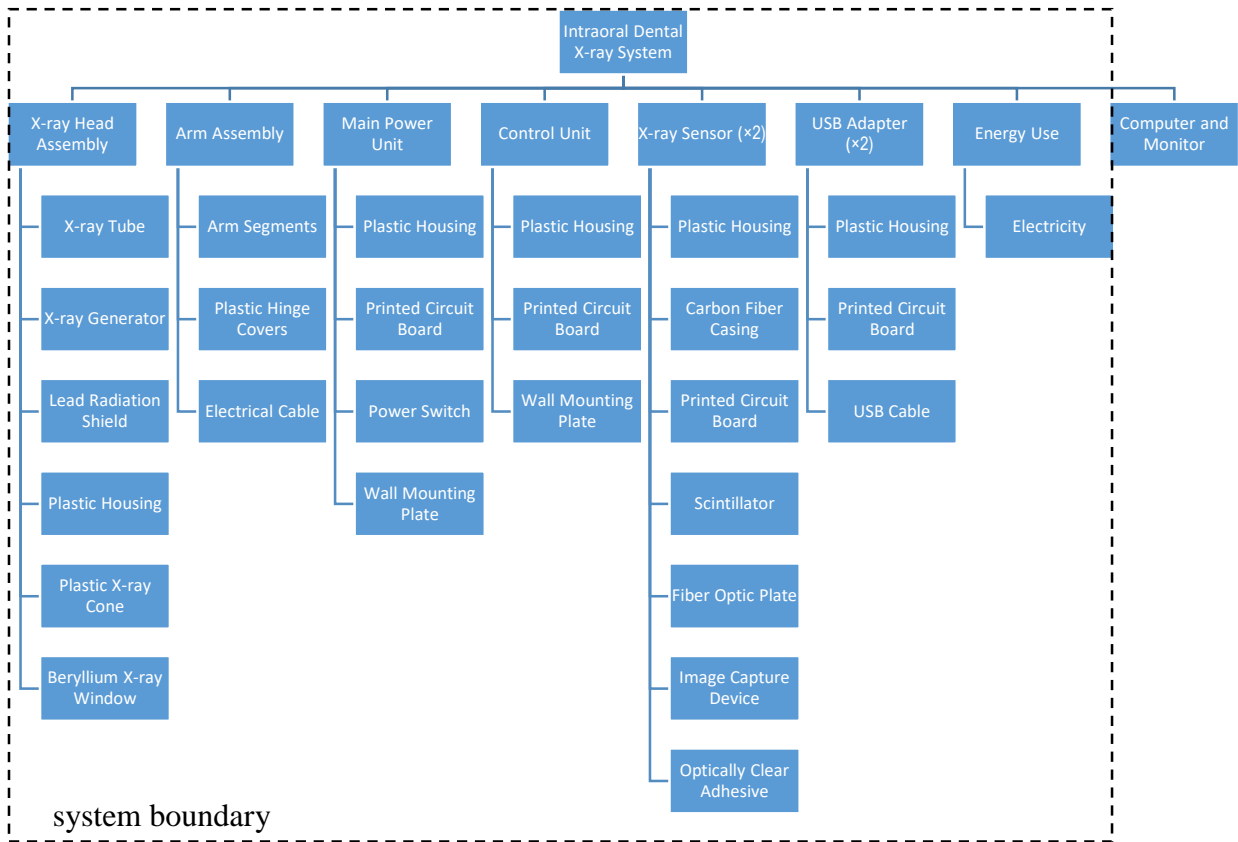 Intraoral Dental
X-ray System
X-ray Head
Assembly
Arm Assembly
Main Power
Unit
Control Unit
X-ray Sensor (×2)
USB Adapter
(×2)
Energy Use
Computer and
Monitor
X-ray Tube
X-ray Generator
Lead Radiation
Shield
Plastic Housing
Plastic X-ray
Cone
Beryllium X-ray
Window
Arm Segments
Plastic Hinge
Covers
Electrical Cable
Plastic Housing
Printed Circuit
Board
Power Switch
Wall Mounting
Plate
Plastic Housing
Printed Circuit
Board
Wall Mounting
Plate
Plastic Housing
Carbon Fiber
Casing
Printed Circuit
Board
Scintillator
Fiber Optic Plate
Image Capture
Device
Optically Clear
Adhesive
Plastic Housing
Printed Circuit
Board
USB Cable
Electricity
system boundary